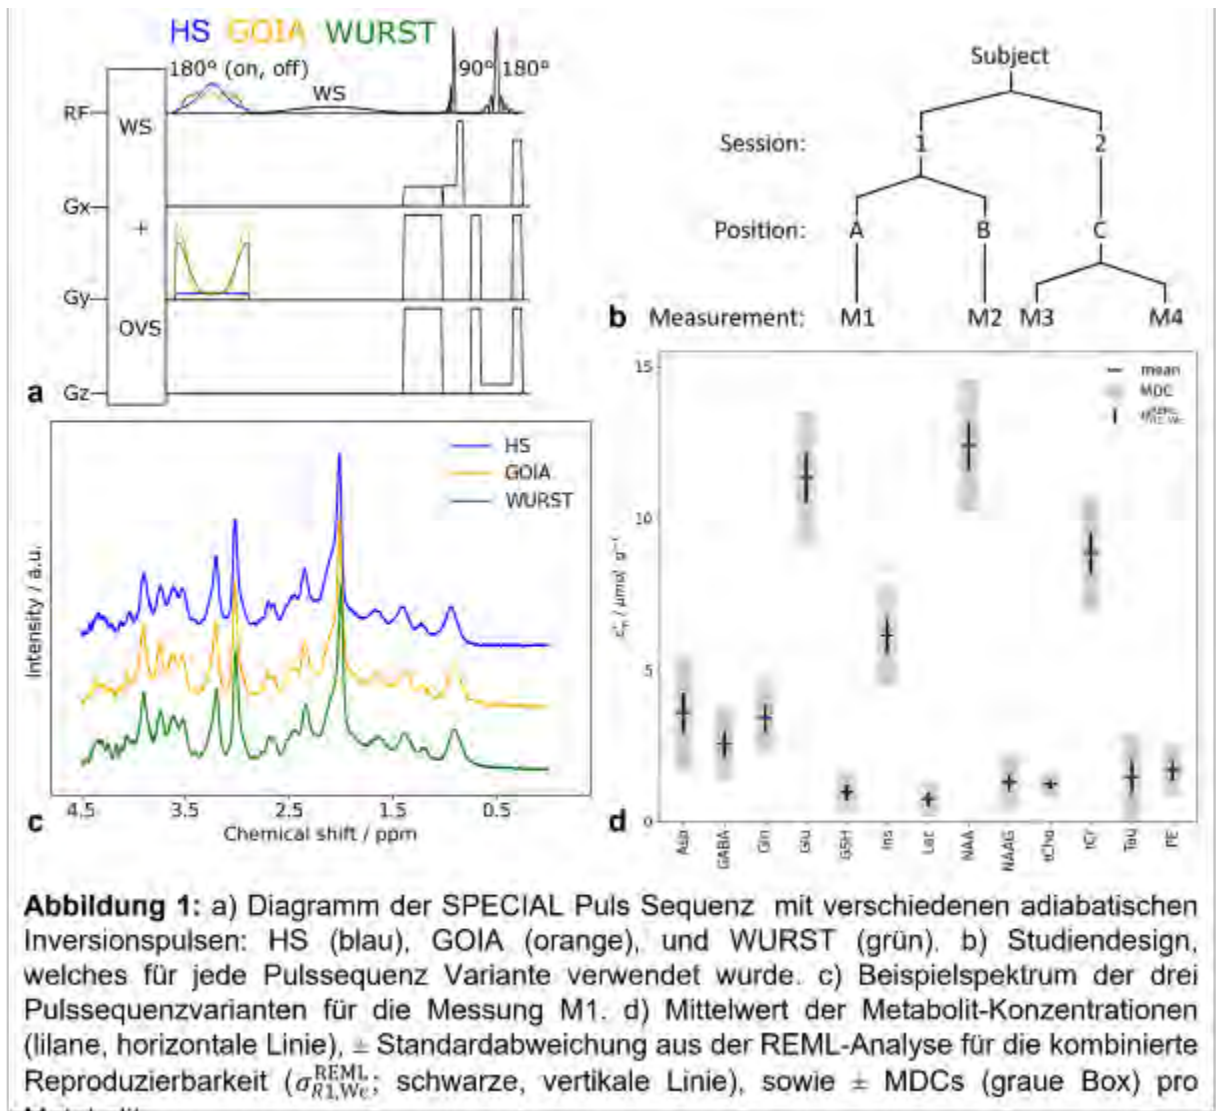 HS GOIA WURST
180° (on, off)
WS
90° 180°
RF
WS
Gx
+
Gy
OVS
Gz
a
Subject
Session:
1
2
Position:
A
B
C
b
Measurement:
M1
M2
M3
M4
HS
GOIA
WURST
Intensity / a.u.
4.5
3.5
2.5
1.5
0.5
Chemical shift / ppm
c
mean
MDC
15
10
5
0
d
Asp
GABA
Gln
Glu
GSH
Ins
Lac
NAA
NAAG
tCho
tCr
Tau
PE
Abbildung 1: a) Diagramm der SPECIAL Puls Sequenz mit verschiedenen adiabatischen
Inversionspulsen: HS (blau), GOIA (orange), und WURST (grün). b) Studiendesign,
welches für jede Pulssequenz Variante verwendet wurde. c) Beispielspektrum der drei
Pulssequenzvarianten für die Messung M1. d) Mittelwert der Metabolit-Konzentrationen
(lilane, horizontale Linie), ± Standardabweichung aus der REML-Analyse für die kombinierte
Reproduzierbarkeit (σ REML R1,We; schwarze, vertikale Linie), sowie ± MDCs (graue Box) pro